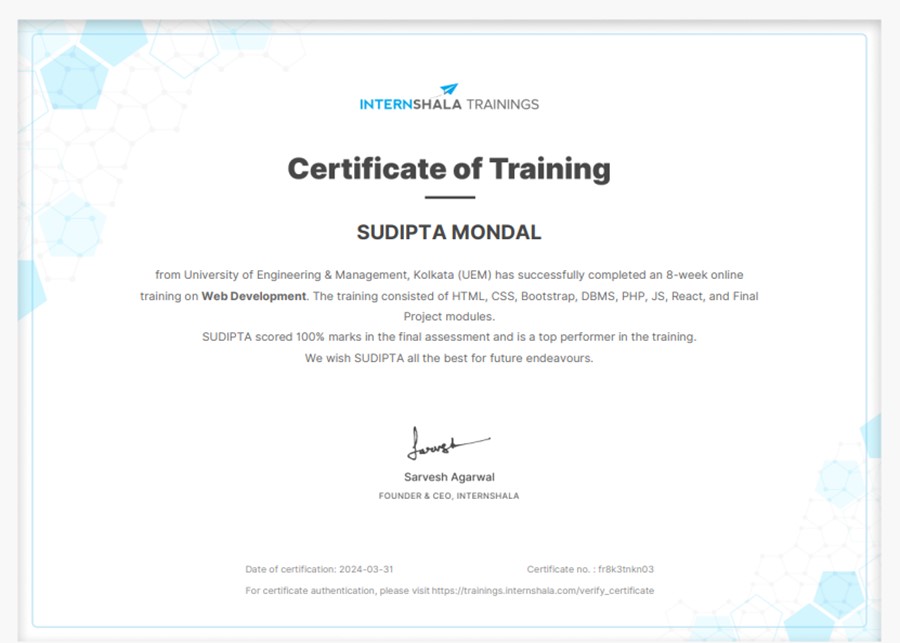 INTERNSHALA TRAININGS
Certificate of Training
SUDIPTA MONDAL
from University of Engineering & Management, Kolkata (UEM) has successfully completed an 8-week online
training on Web Development. The training consisted of HTML, CSS, Bootstrap, DBMS, PHP, JS, React, and Final
Project modules.
SUDIPTA scored 100% marks in the final assessment and is a top performer in the training.
We wish SUDIPTA all the best for future endeavours.
Sarvesh
Sarvesh Agarwal
FOUNDER & CEO, INTERNSHALA
Date of certification: 2024-03-31 Certificate no. : fr8k3tnkn03
For certificate authentication, please visit https://trainings.internshala.com/verify_certificate